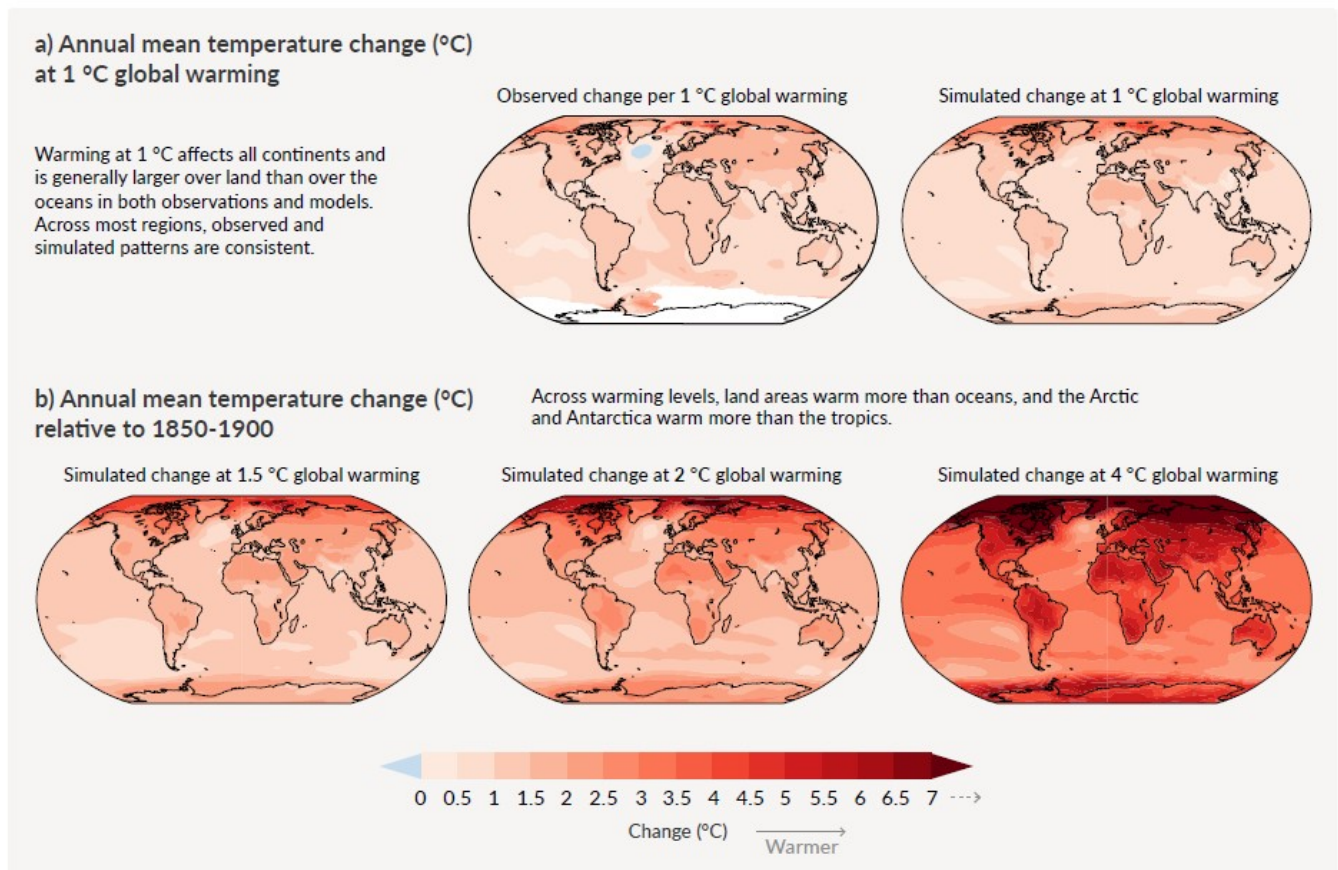 a) Annual mean temperature change (°C)
at 1 °C global warming
Warming at 1 °C affects all continents and
is generally larger over land than over the
oceans in both observations and models.
Across most regions, observed and
simulated patterns are consistent.
Observed change per 1 °C global warming
Simulated change at 1 °C global warming
b) Annual mean temperature change (°C)
relative to 1850-1900
Across warming levels, land areas warm more than oceans, and the Arctic
and Antarctica warm more than the tropics.
Simulated change at 1.5 °C global warming
Simulated change at 2 °C global warming
Simulated change at 4 °C global warming
0 0.5 1 1.5 2 2.5 3 3.5 4 4.5 5 5.5 6 6.5 7
Change (°C)
Warmer